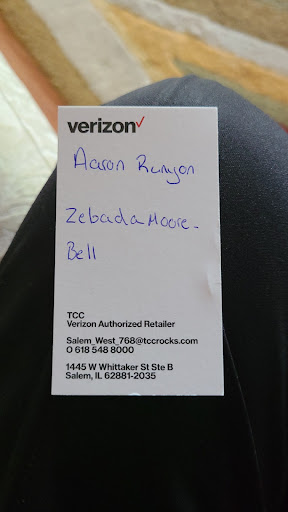 verizon✓
Aaron Runyon
Zebada Moore-
Bell
TCC
Verizon Authorized Retailer
Salem_West_768@tccrocks.com
O 618 548 8000
1445 W Whittaker St Ste B
Salem, IL 62881-2035